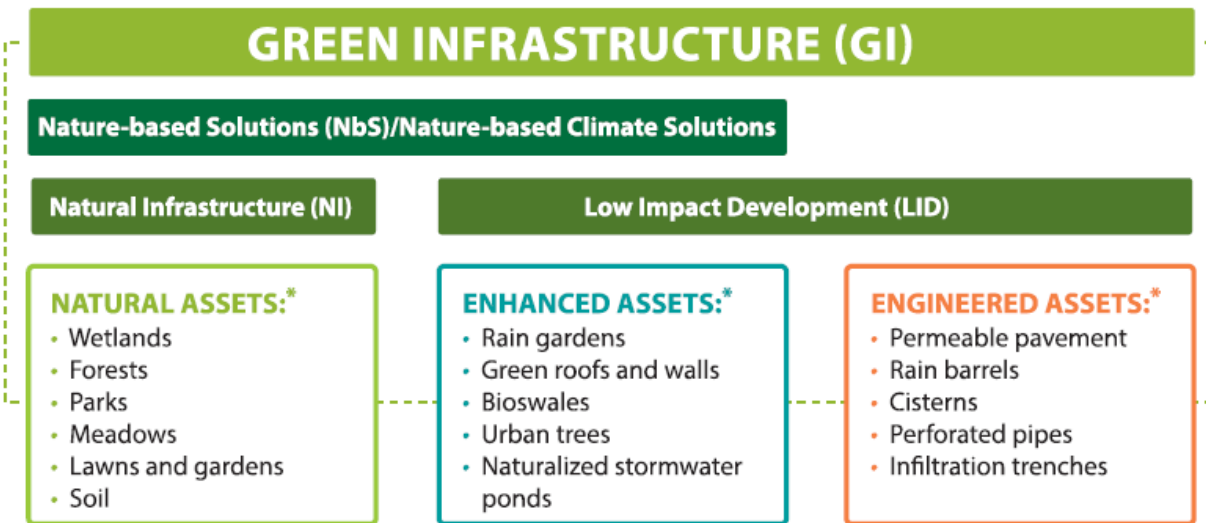 GREEN INFRASTRUCTURE (GI)
Nature-based Solutions (NbS)/Nature-based Climate Solutions
Natural Infrastructure (NI)
Low Impact Development (LID)
NATURAL ASSETS:*
• Wetlands
• Forests
• Parks
• Meadows
• Lawns and gardens
• Soil
ENHANCED ASSETS:*
• Rain gardens
• Green roofs and walls
• Bioswales
• Urban trees
• Naturalized stormwater
ponds
ENGINEERED ASSETS:*
• Permeable pavement
• Rain barrels
• Cisterns
• Perforated pipes
• Infiltration trenches